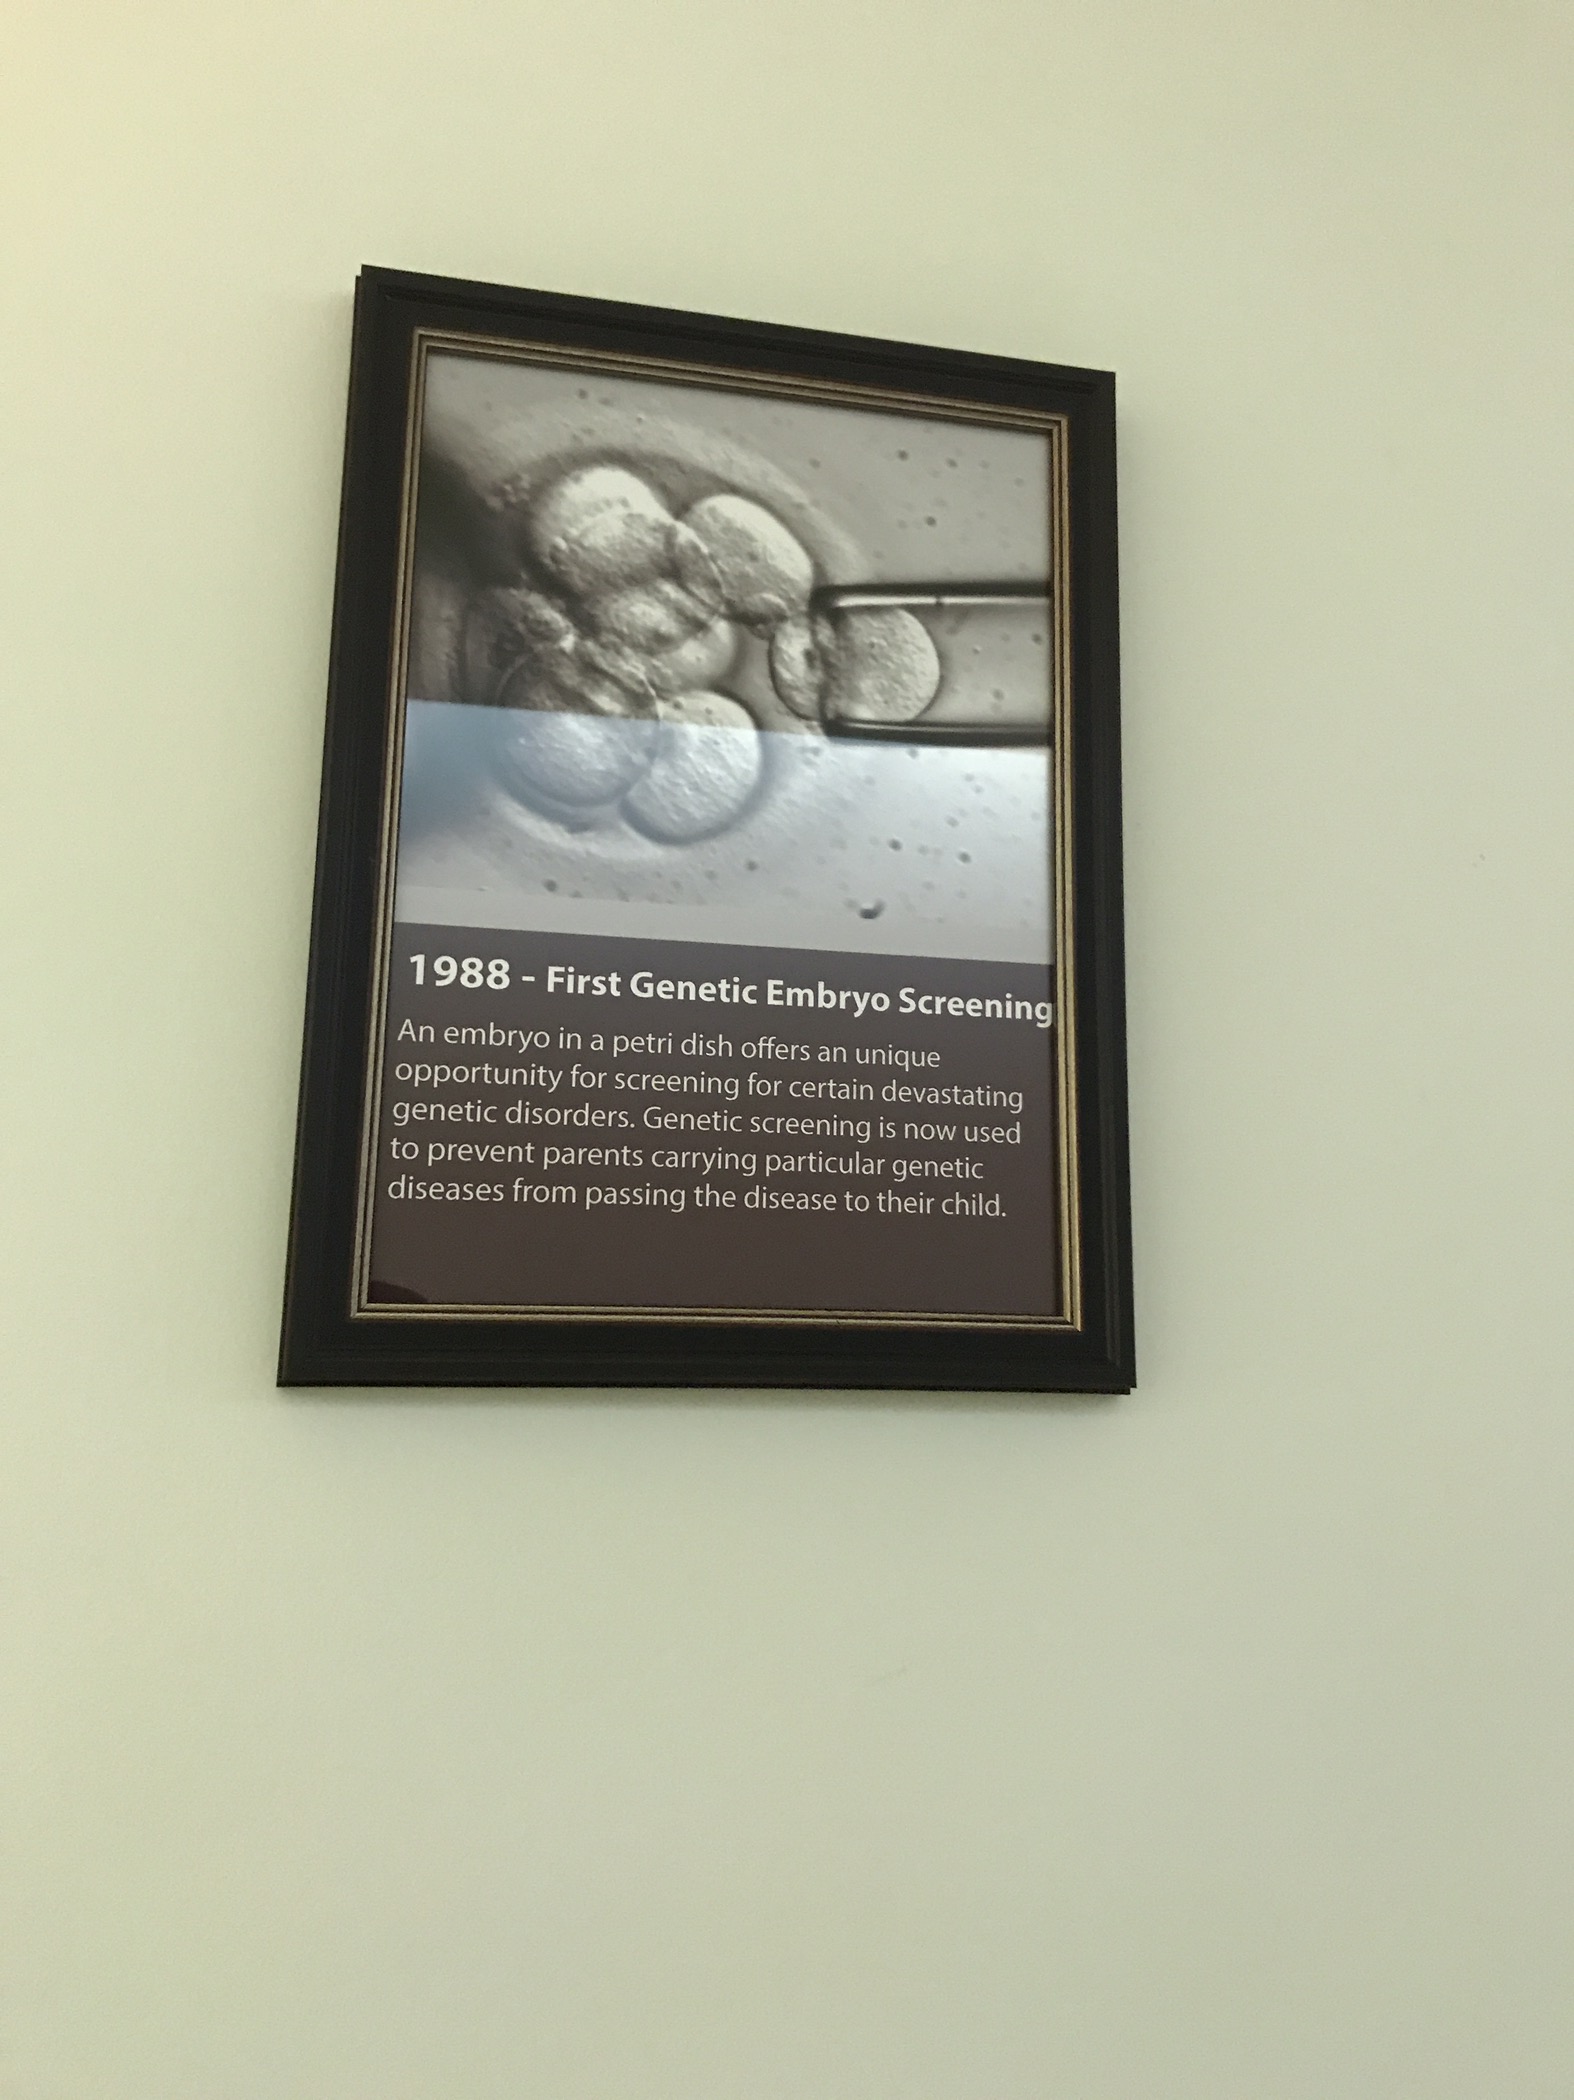 1988 - First Genetic Embryo Screening
An embryo in a petri dish offers an unique
opportunity for screening for certain devastating
genetic disorders. Genetic screening is now used
to prevent parents carrying particular genetic
diseases from passing the disease to their child.